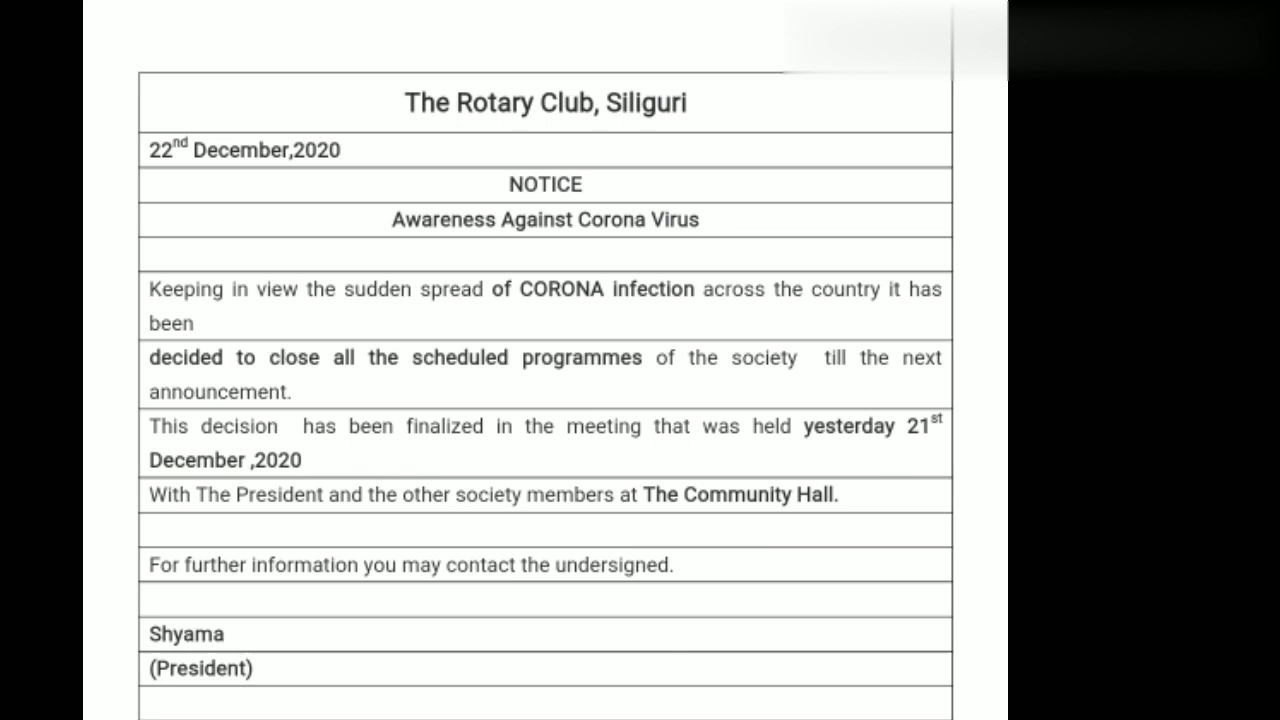 The Rotary Club, Siliguri
22nd December,2020
NOTICE
Awareness Against Corona Virus
Keeping in view the sudden spread of CORONA infection across the country it has
been
decided to close all the scheduled programmes of the society till the next
announcement.
This decision has been finalized in the meeting that was held yesterday 21st
December ,2020
With The President and the other society members at The Community Hall.
For further information you may contact the undersigned.
Shyama
(President)